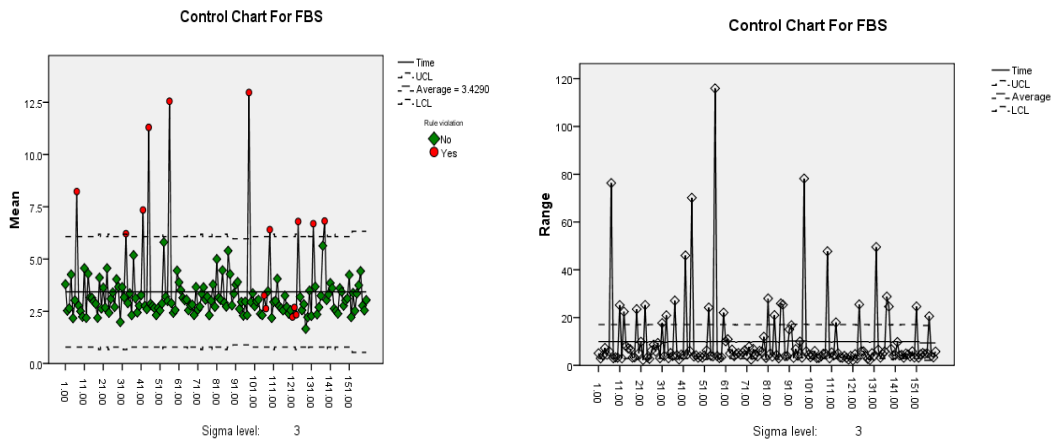 Control Chart For FBS
Mean
12.5
10.0
7.5
5.0
2.5
0.0
1.00
11.00
21.00
31.00
41.00
51.00
61.00
71.00
81.00
91.00
101.00
111.00
121.00
131.00
141.00
151.00
Sigma level: 3
Time
UCL
Average = 3.4290
LCL
Rule violation
No
Yes
Control Chart For FBS
Range
120
100
80
60
40
20
0
1.00
11.00
21.00
31.00
41.00
51.00
61.00
71.00
81.00
91.00
101.00
111.00
121.00
131.00
141.00
151.00
Sigma level: 3
Time
UCL
Average
LCL